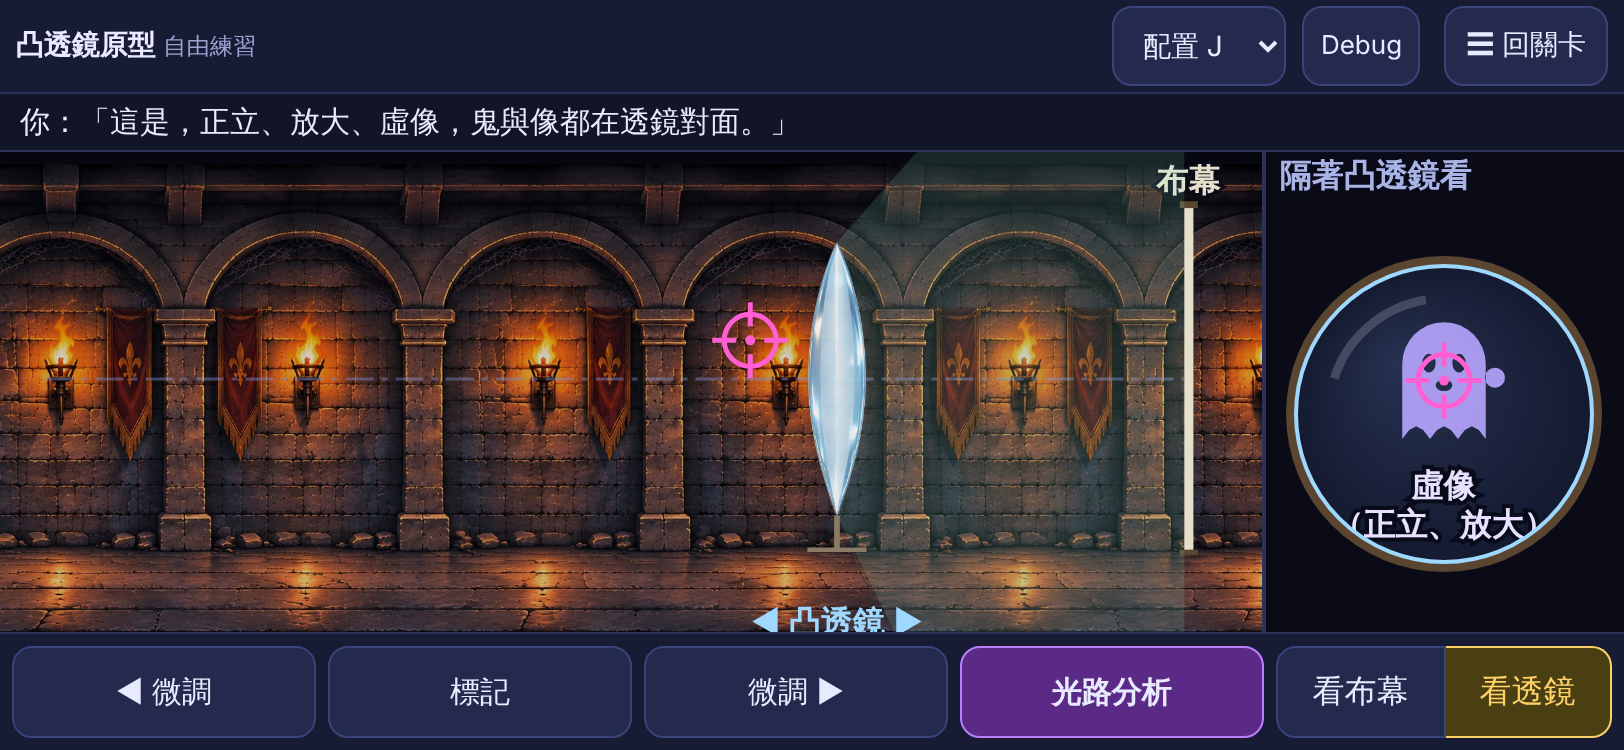 凸透鏡原型 自由練習
配置 J
Debug
☰ 回關卡
你：「這是，正立、放大、虛像，鬼與像都在透鏡對面。」
布幕
隔著凸透鏡看
虛像
（正立、放大）
◀ 凸透鏡 ▶
◀ 微調
標記
微調 ▶
光路分析
看布幕
看透鏡